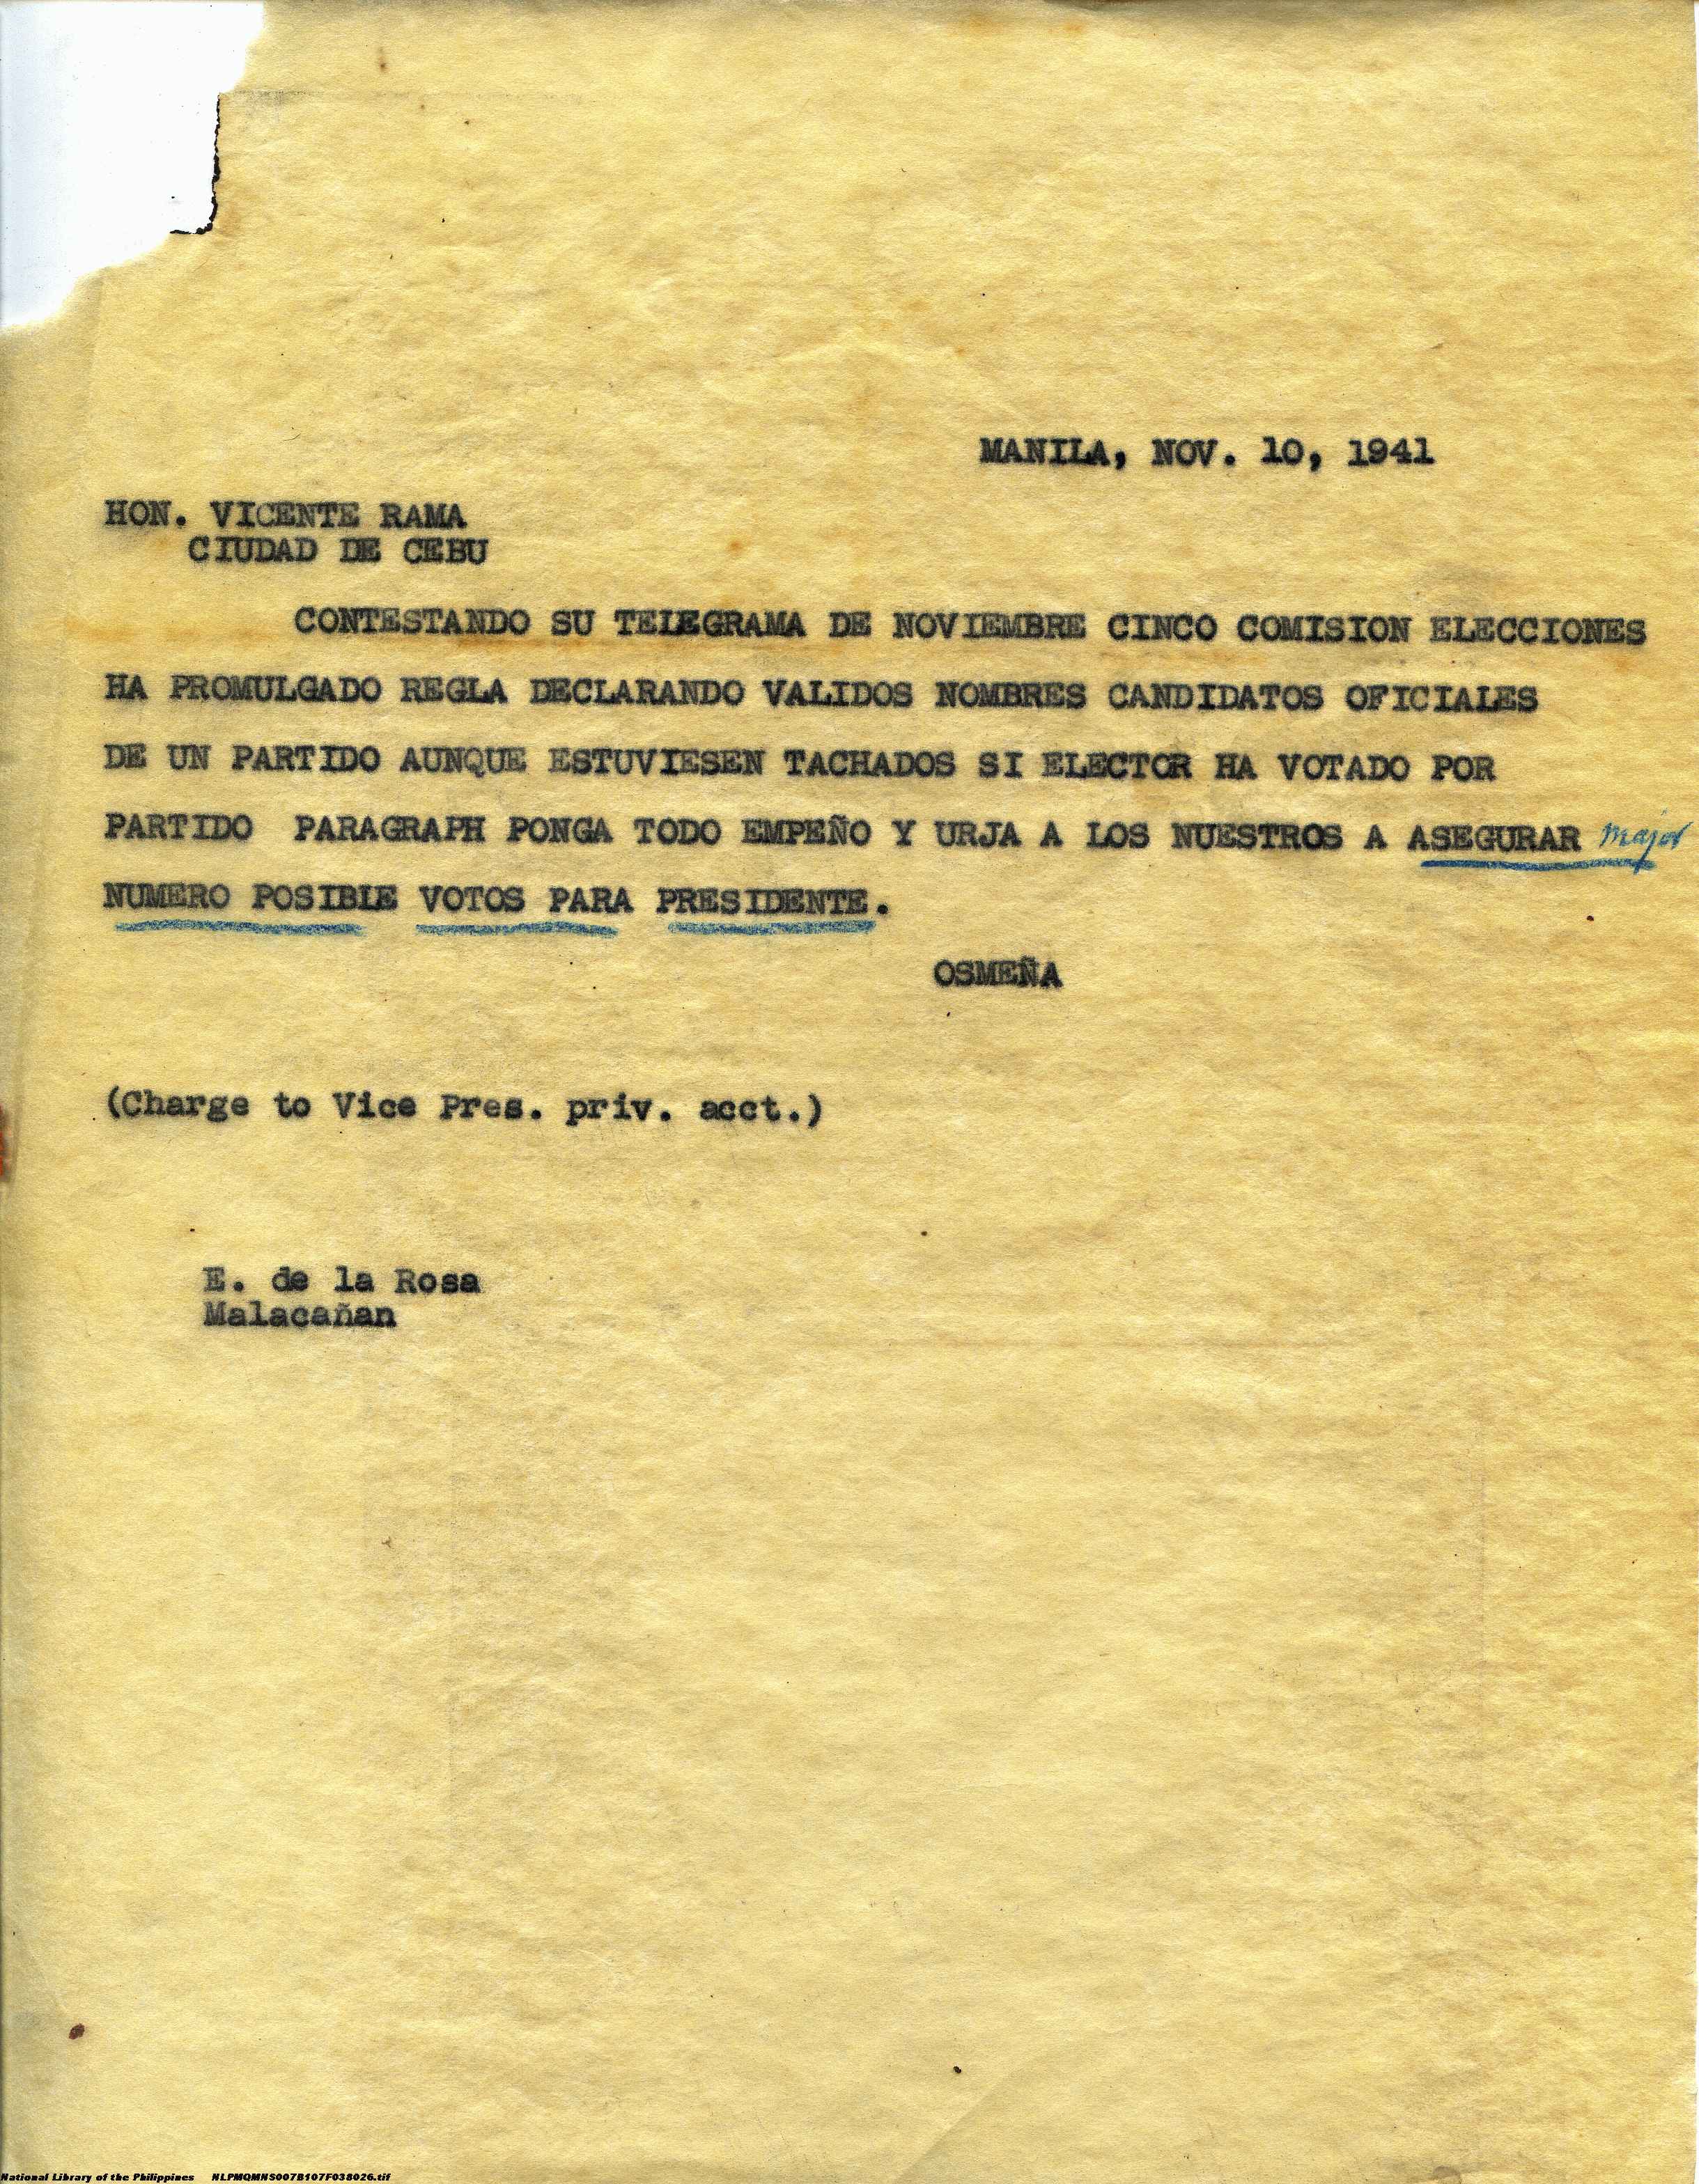 MANILA, NOV. 10, 1941
HON. VICENTE RAMA
CIUDAD DE CEBU
CONTESTANDO SU TELEGRAMA DE NOVIEMBRE CINCO COMISION ELECCIONES
HA PROMULGADO REGLA DECLARANDO VALIDOS NOMBRES CANDIDATOS OFICIALES
DE UN PARTIDO AUNQUE ESTUVIESEN TACHADOS SI ELECTOR HA VOTADO POR
PARTIDO PARAGRAPH PONGA TODO EMPEÑO Y URJA A LOS NUESTROS A ASEGURAR major
NUMERO POSIBLE VOTOS PARA PRESIDENTE.
OSMEÑA
(Charge to Vice Pres. priv. acct.)
E. de la Rosa
Malacañan
National Library of the Philippines NLPMQMNS007B107F038026.tif